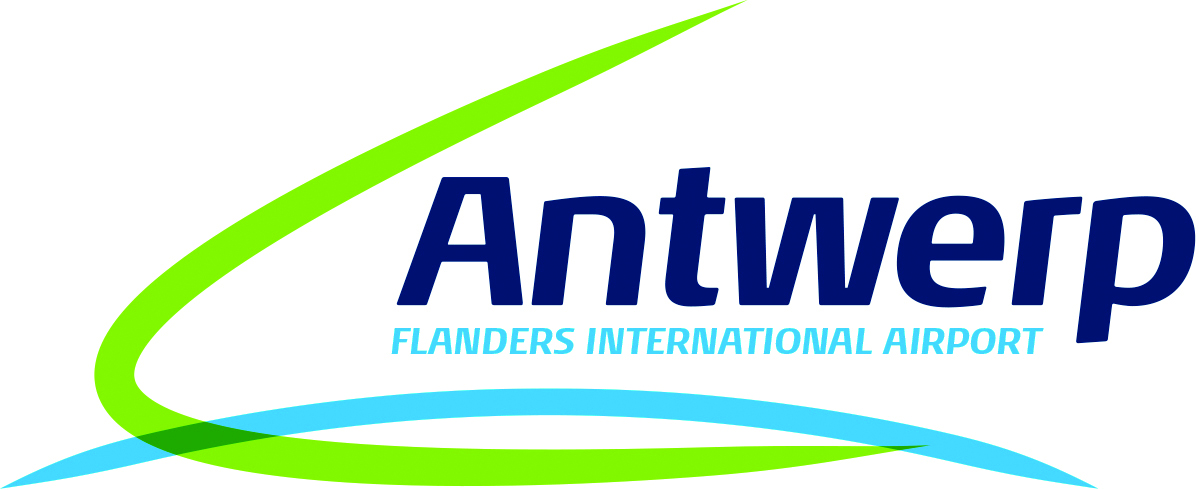 Antwerp
FLANDERS INTERNATIONAL AIRPORT